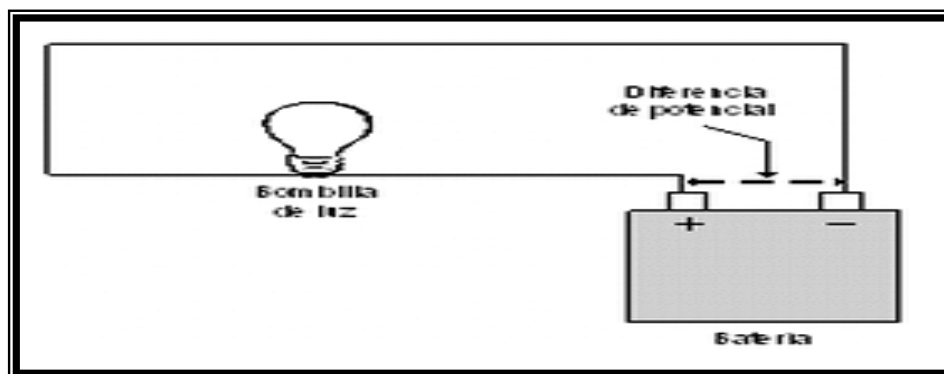 Diferencia
de potencial
Bombilla
de luz
+ −
Batería